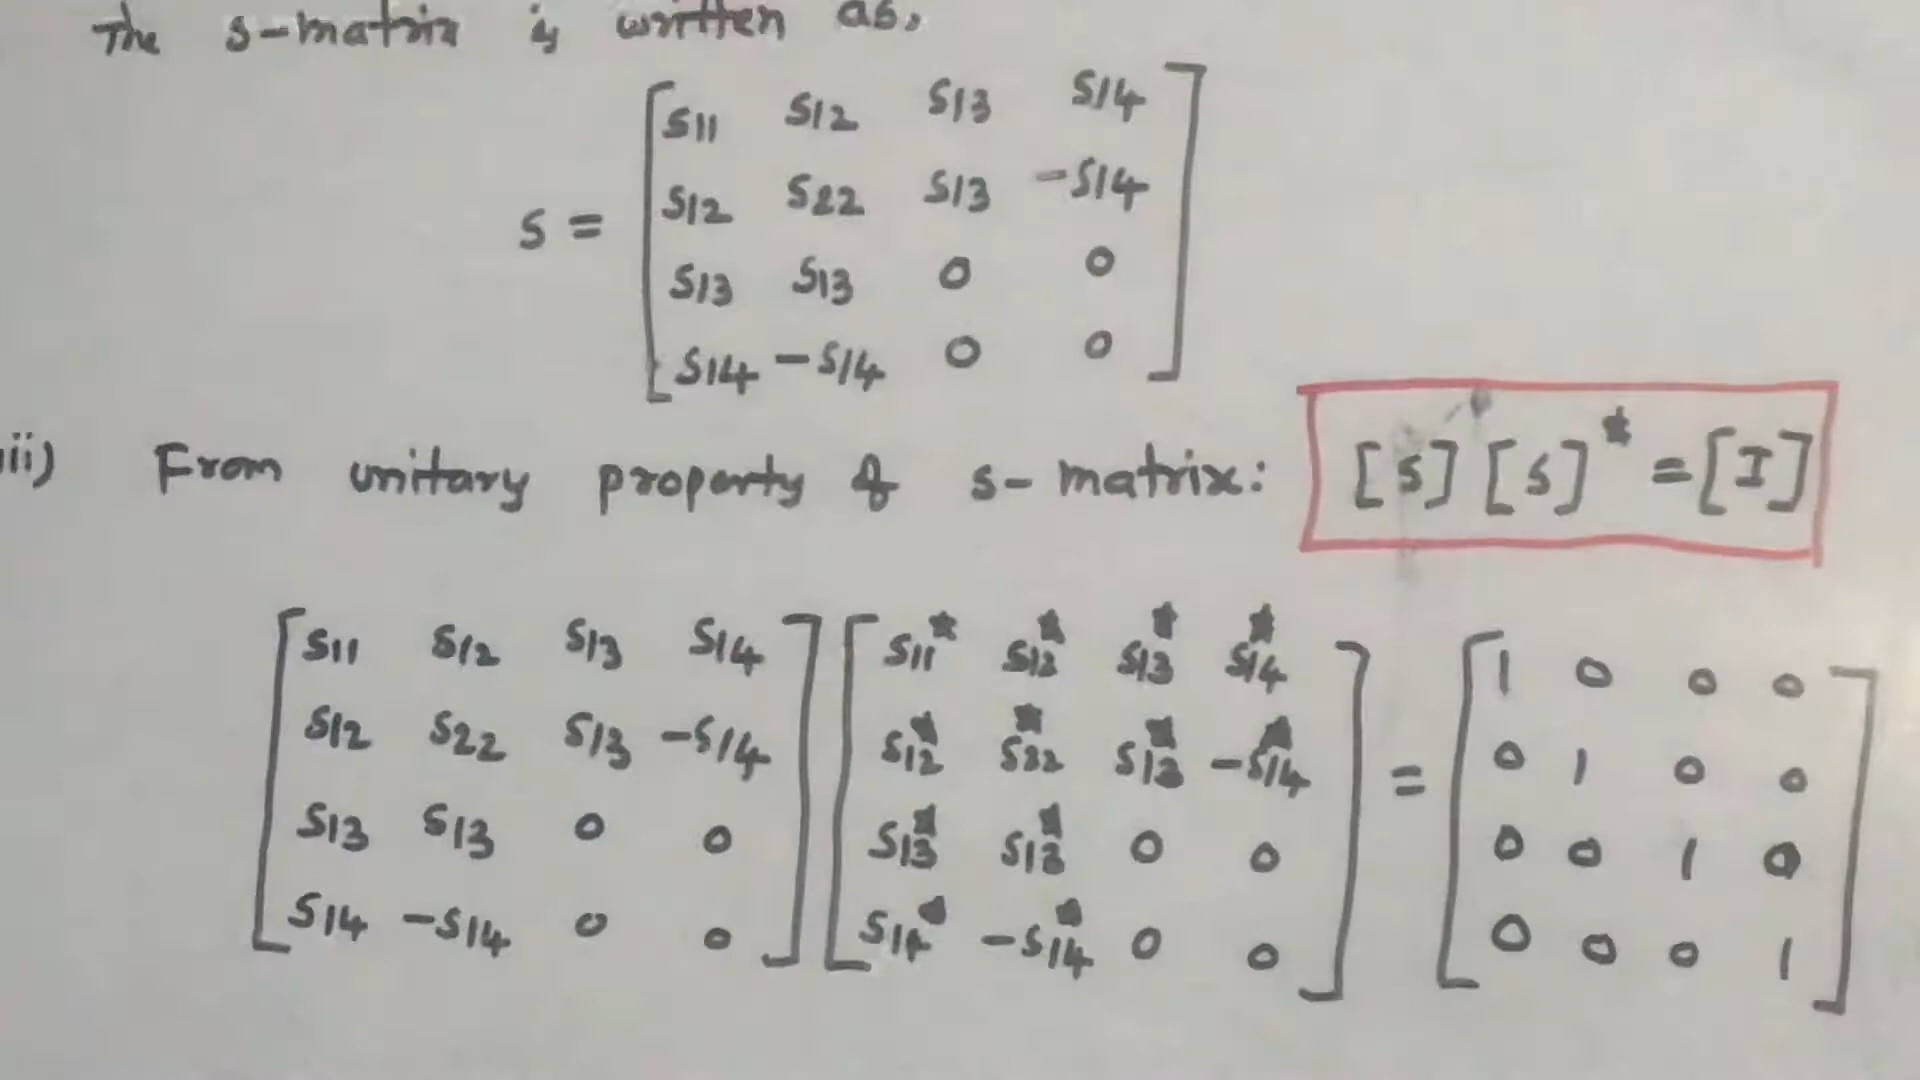 The s-matrix is written as,
S11 S12 S13 S14
S12 S22 S13 -S14
S = S13 S13 0 0
S14 -S14 0 0
iii) From unitary property of s-matrix: [S] [S]* = [I]
S11 S12 S13 S14 S11* S12* S13* S14* 1 0 0 0
S12 S22 S13 -S14 S12* S22* S13* -S14* = 0 1 0 0
S13 S13 0 0 S13* S13* 0 0 0 0 1 0
S14 -S14 0 0 S14* -S14* 0 0 0 0 0 1